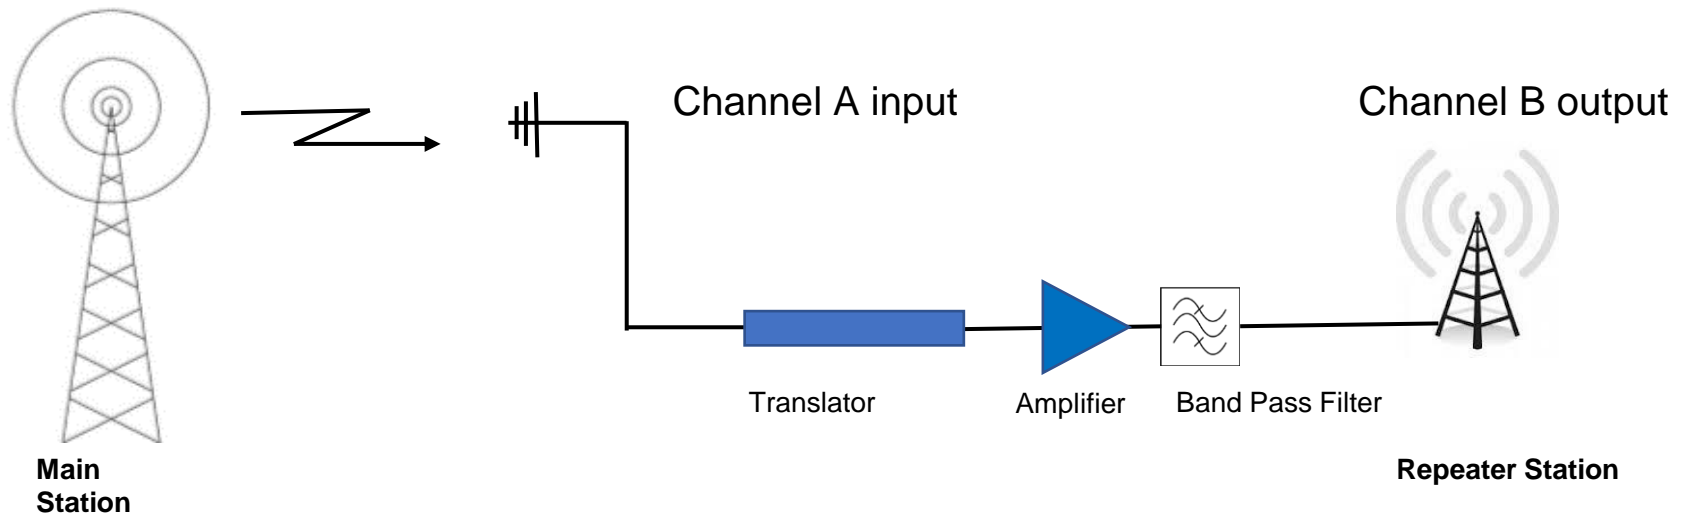 Channel A input
Channel B output
Translator
Amplifier
Band Pass Filter
Main
Station
Repeater Station